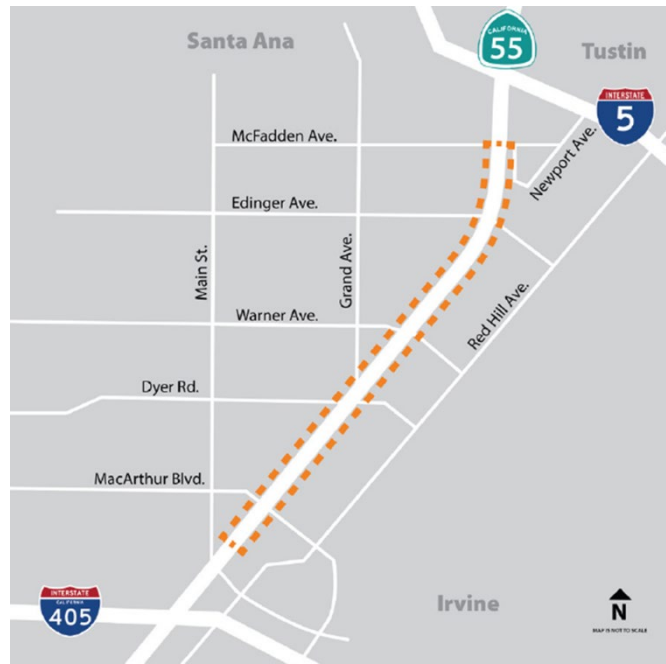 Santa Ana
CALIFORNIA
55
Tustin
INTERSTATE
5
McFadden Ave.
Newport Ave.
Edinger Ave.
Main St.
Grand Ave.
Warner Ave.
Red Hill Ave.
Dyer Rd.
MacArthur Blvd.
INTERSTATE
CALIFORNIA
405
Irvine
N
MAP IS NOT TO SCALE